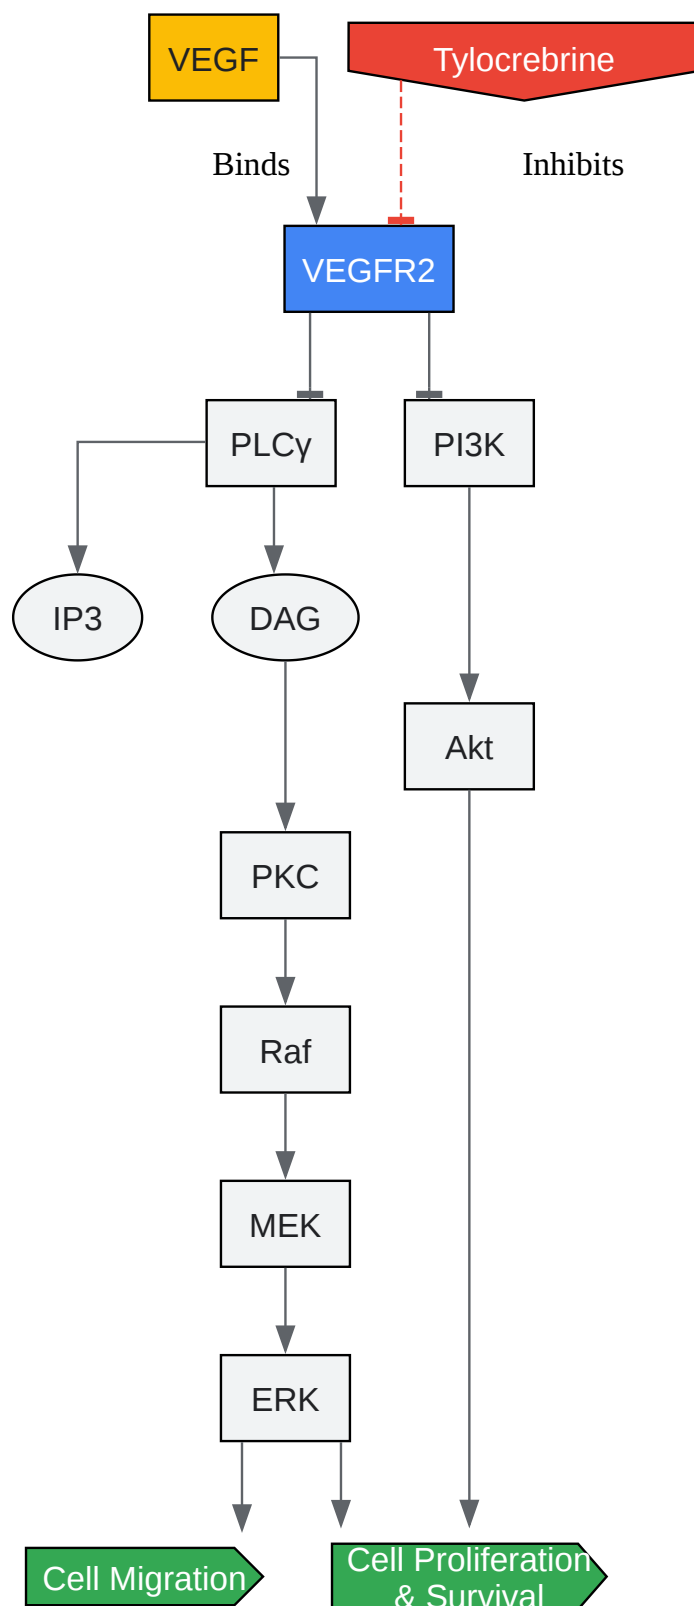 VEGF
Tylocrebrine
Binds
Inhibits
VEGFR2
PLCγ
PI3K
IP3
DAG
Akt
PKC
Raf
MEK
ERK
Cell Migration
Cell Proliferation
& Survival